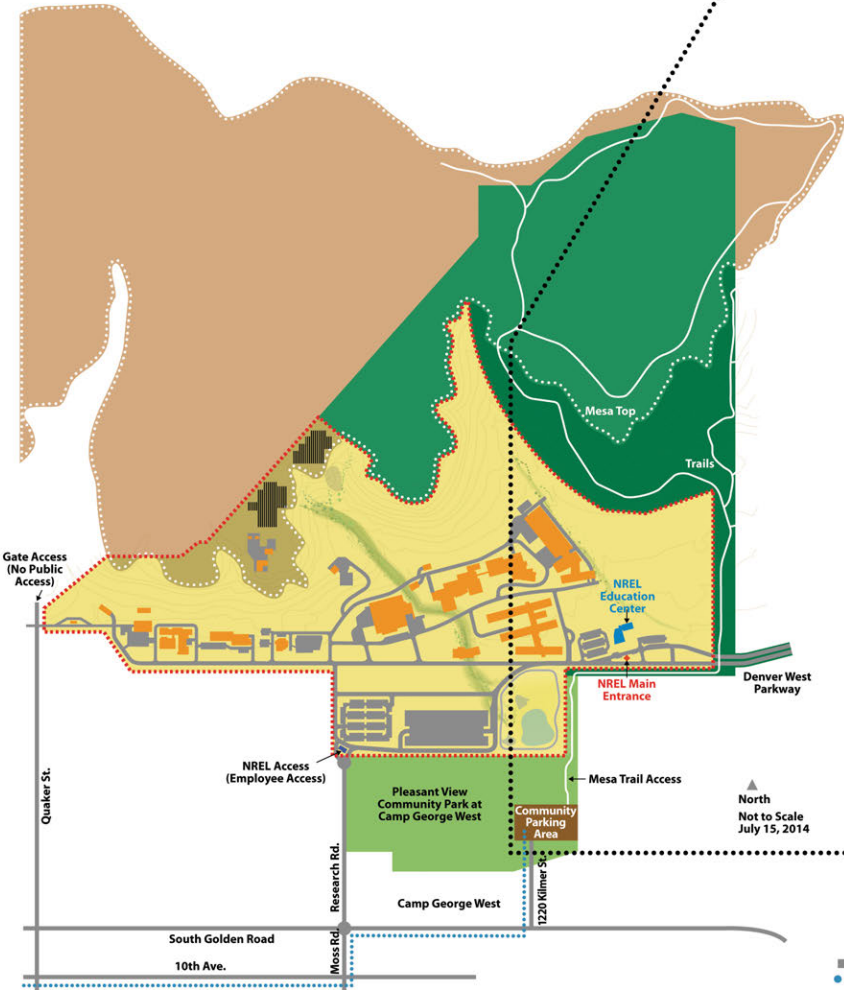 Mesa Top
Trails
Gate Access
(No Public
Access)
NREL
Education
Center
NREL Main
Entrance
Denver West
Parkway
NREL Access
(Employee Access)
Mesa Trail Access
Pleasant View
Community Park at
Camp George West
Community
Parking
Area
North
Not to Scale
July 15, 2014
Quaker St.
Research Rd.
1220 Kilmer St.
Camp George West
South Golden Road
Moss Rd.
10th Ave.